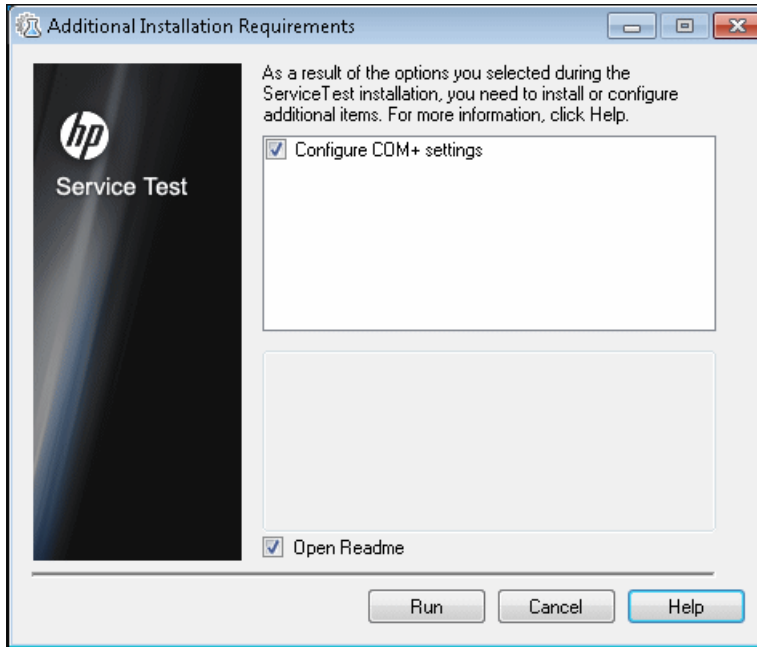 Additional Installation Requirements
As a result of the options you selected during the
ServiceTest installation, you need to install or configure
additional items. For more information, click Help.
hp
Service Test
Configure COM+ settings
Open Readme
Run
Cancel
Help